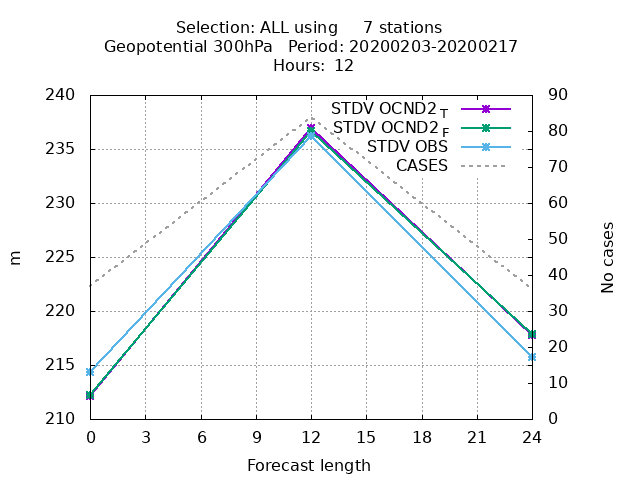 Selection: ALL using     7 stations
Geopotential 300hPa   Period: 20200203-20200217
Hours: 12
STDV OCND2_T
STDV OCND2_F
STDV OBS
CASES
240
235
230
225
220
215
210
m
90
80
70
60
50
40
30
20
10
0
No cases
0 3 6 9 12 15 18 21 24
Forecast length